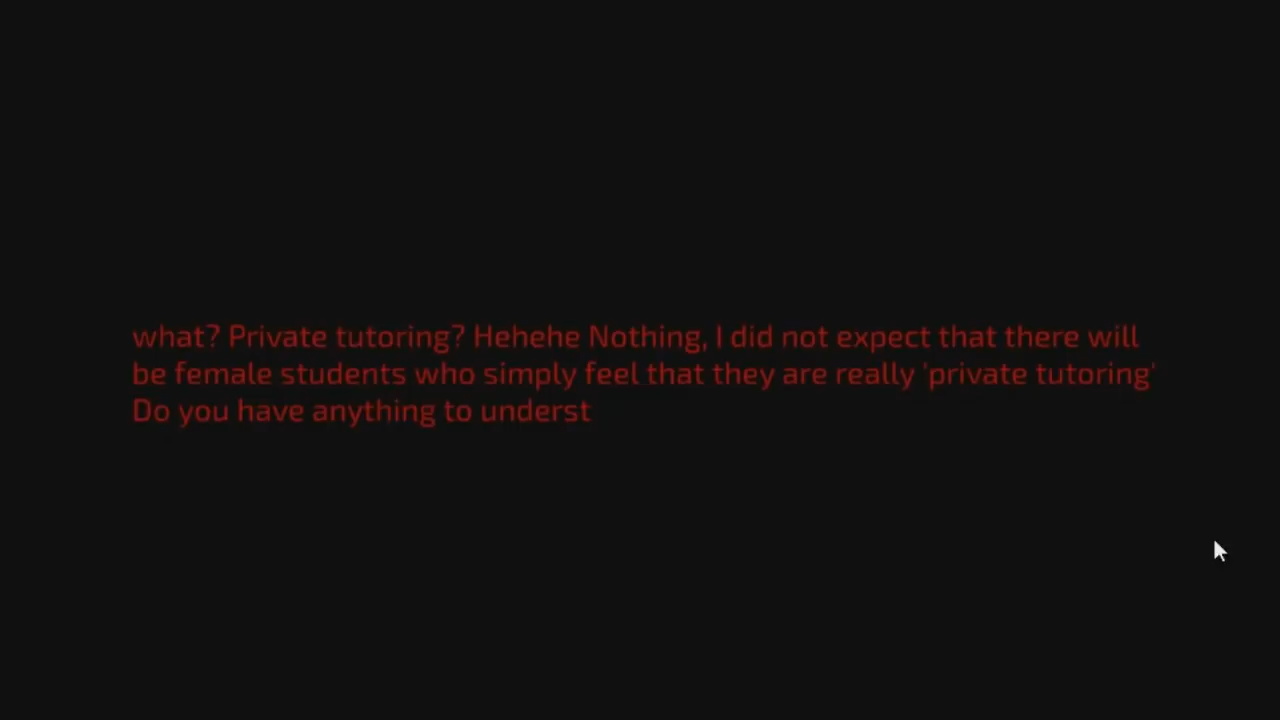 what? Private tutoring? Hehehe Nothing, I did not expect that there will
be female students who simply feel that they are really 'private tutoring'
Do you have anything to underst